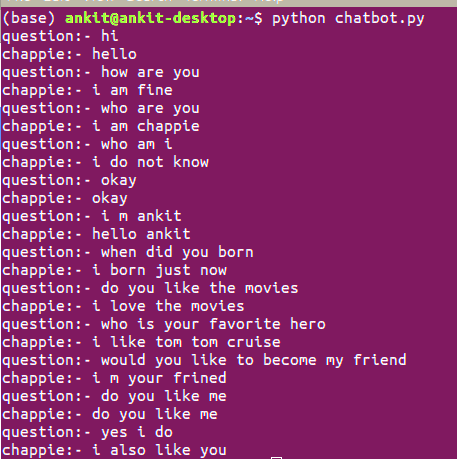 (base) ankit@ankit-desktop:~$ python chatbot.py
question:- hi
chappie:- hello
question:- how are you
chappie:- i am fine
question:- who are you
chappie:- i am chappie
question:- who am i
chappie:- i do not know
question:- okay
chappie:- okay
question:- i m ankit
chappie:- hello ankit
question:- when did you born
chappie:- i born just now
question:- do you like the movies
chappie:- i love the movies
question:- who is your favorite hero
chappie:- i like tom tom cruise
question:- would you like to become my friend
chappie:- i m your frined
question:- do you like me
chappie:- do you like me
question:- yes i do
chappie:- i also like you